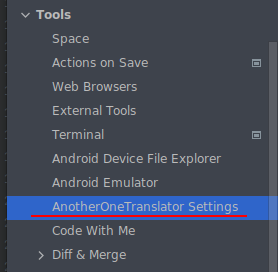 Tools
Space
Actions on Save
Web Browsers
External Tools
Terminal
Android Device File Explorer
Android Emulator
AnotherOneTranslator Settings
Code With Me
Diff & Merge